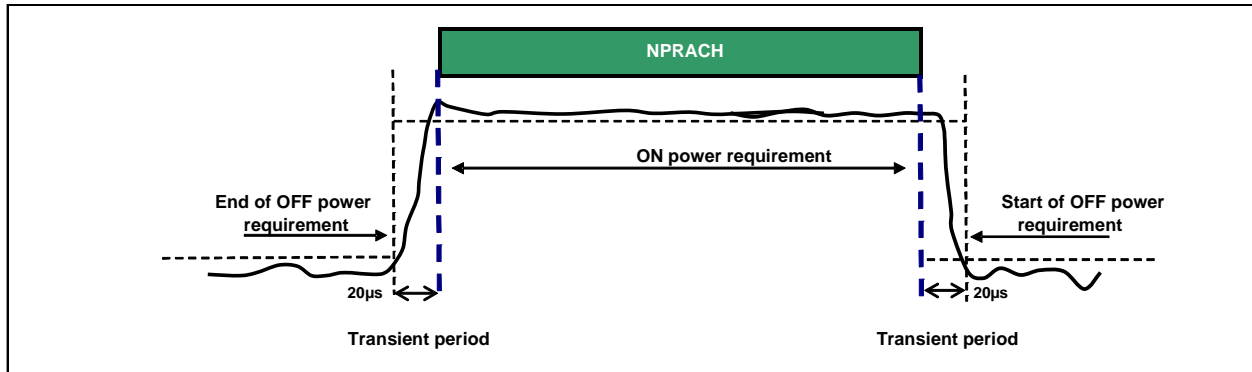 NPRACH
ON power requirement
End of OFF power
requirement
Start of OFF power
requirement
20µs
20µs
Transient period
Transient period